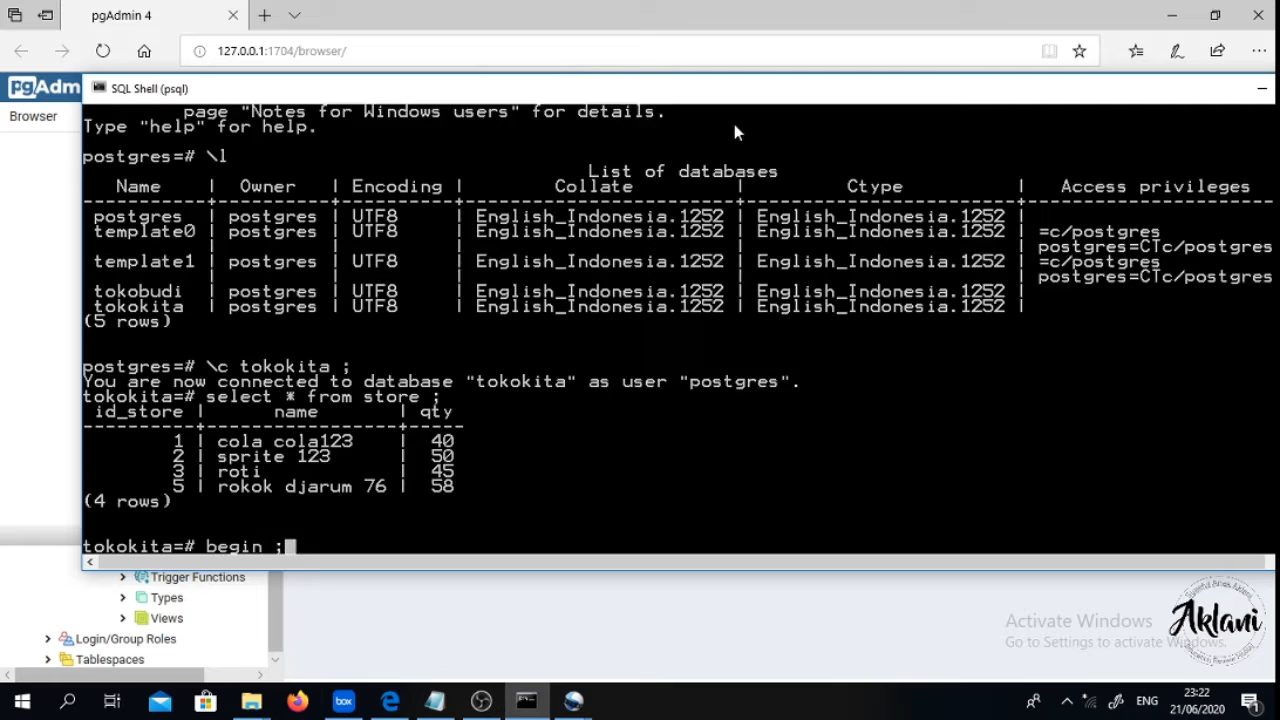 pgAdmin 4
127.0.0.1:1704/browser/
pgAdm
SQL Shell (psql)
Browser
page "Notes for Windows users" for details.
Type "help" for help.
postgres=# \l
List of databases
Name | Owner | Encoding | Collate | Ctype | Access privileges
-----------+----------+----------+------------------------+------------------------+-----------------------
postgres | postgres | UTF8 | English_Indonesia.1252 | English_Indonesia.1252 |
template0 | postgres | UTF8 | English_Indonesia.1252 | English_Indonesia.1252 | =c/postgres
| | | | | postgres=CTc/postgres
template1 | postgres | UTF8 | English_Indonesia.1252 | English_Indonesia.1252 | =c/postgres
| | | | | postgres=CTc/postgres
tokobudi | postgres | UTF8 | English_Indonesia.1252 | English_Indonesia.1252 |
tokokita | postgres | UTF8 | English_Indonesia.1252 | English_Indonesia.1252 |
(5 rows)
postgres=# \c tokokita ;
You are now connected to database "tokokita" as user "postgres".
tokokita=# select * from store ;
id_store | name | qty
----------+-----------------+-----
1 | cola cola123 | 40
2 | sprite 123 | 50
3 | roti | 45
5 | rokok djarum 76 | 58
(4 rows)
tokokita=# begin ;
Trigger Functions
Types
Views
Login/Group Roles
Tablespaces
Activate Windows
Go to Settings to activate Windows.
Aklani
box
ENG
23:22
21/06/2020
1